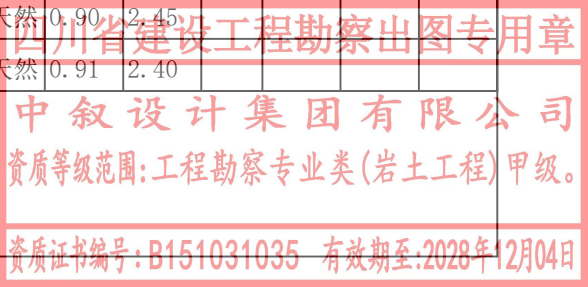 天然 0.90 2.45
四川省建设工程勘察出图专用章
天然 0.91 2.40
中叙设计集团有限公司
资质等级范围:工程勘察专业类(岩土工程)甲级。
资质证书编号:B151031035 有效期至:2028年12月04日